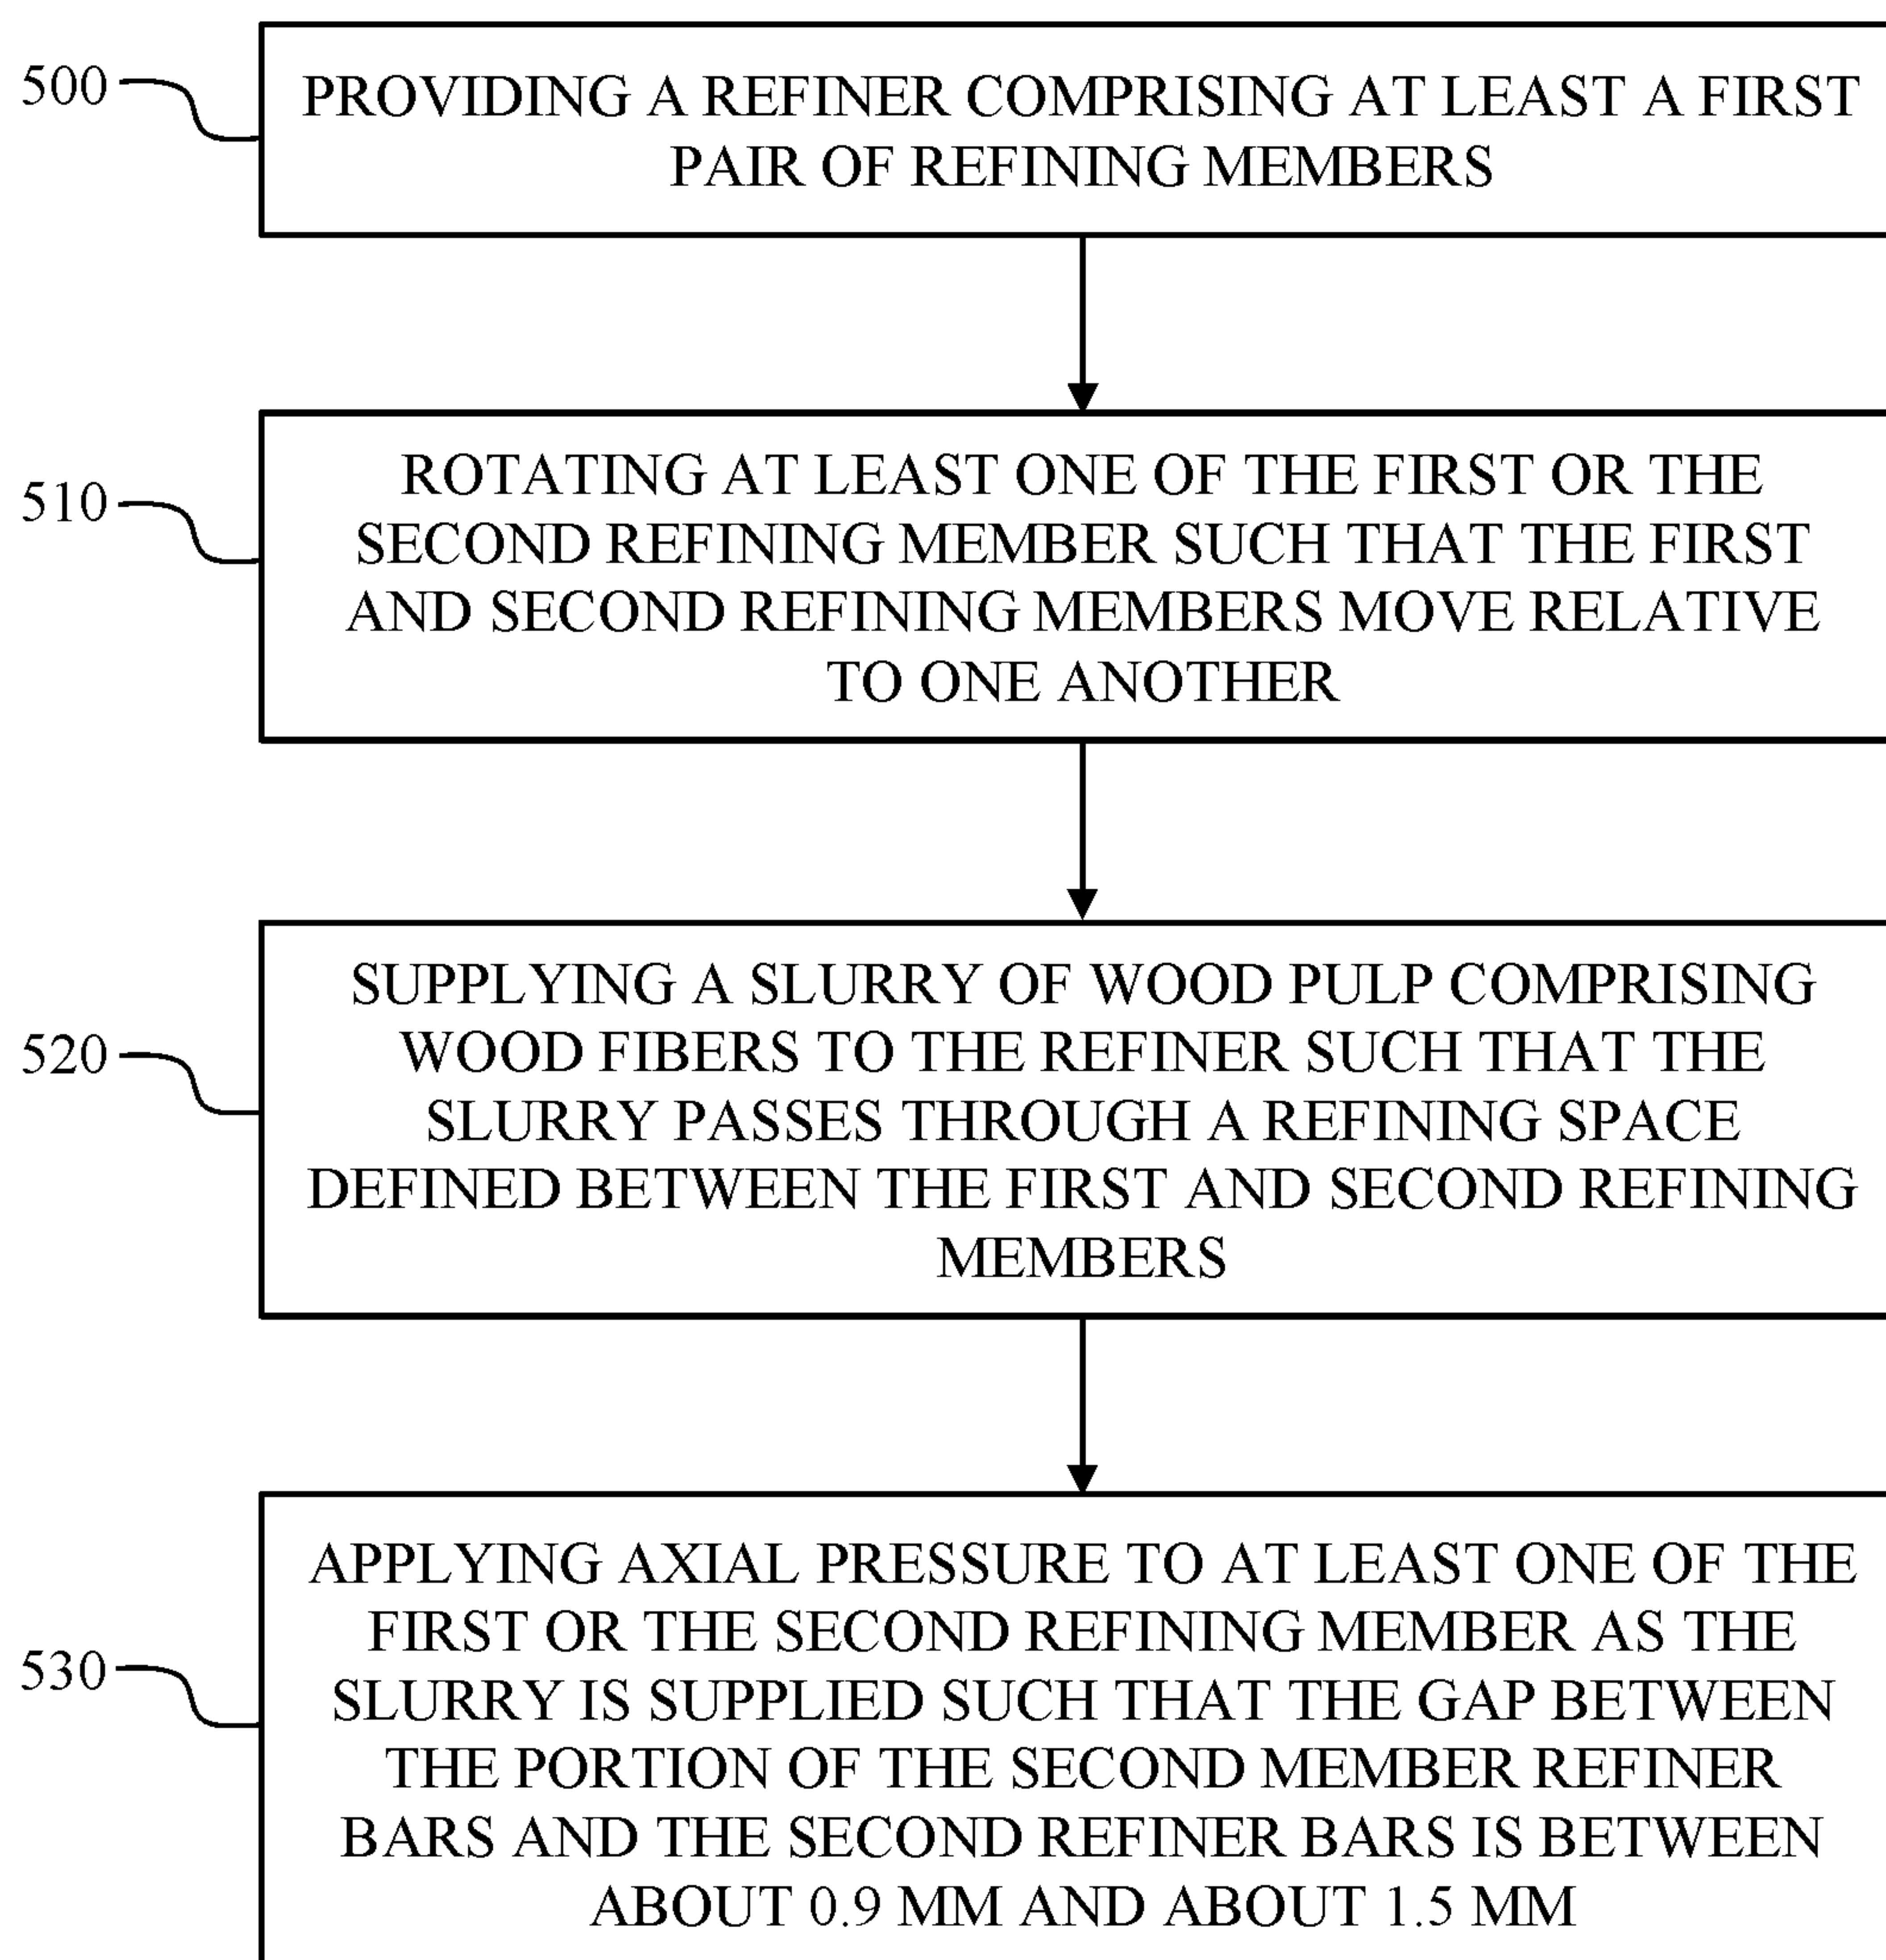 500
PROVIDING A REFINER COMPRISING AT LEAST A FIRST
PAIR OF REFINING MEMBERS
510
ROTATING AT LEAST ONE OF THE FIRST OR THE
SECOND REFINING MEMBER SUCH THAT THE FIRST
AND SECOND REFINING MEMBERS MOVE RELATIVE
TO ONE ANOTHER
520
SUPPLYING A SLURRY OF WOOD PULP COMPRISING
WOOD FIBERS TO THE REFINER SUCH THAT THE
SLURRY PASSES THROUGH A REFINING SPACE
DEFINED BETWEEN THE FIRST AND SECOND REFINING
MEMBERS
530
APPLYING AXIAL PRESSURE TO AT LEAST ONE OF THE
FIRST OR THE SECOND REFINING MEMBER AS THE
SLURRY IS SUPPLIED SUCH THAT THE GAP BETWEEN
THE PORTION OF THE SECOND MEMBER REFINER
BARS AND THE SECOND REFINER BARS IS BETWEEN
ABOUT 0.9 MM AND ABOUT 1.5 MM